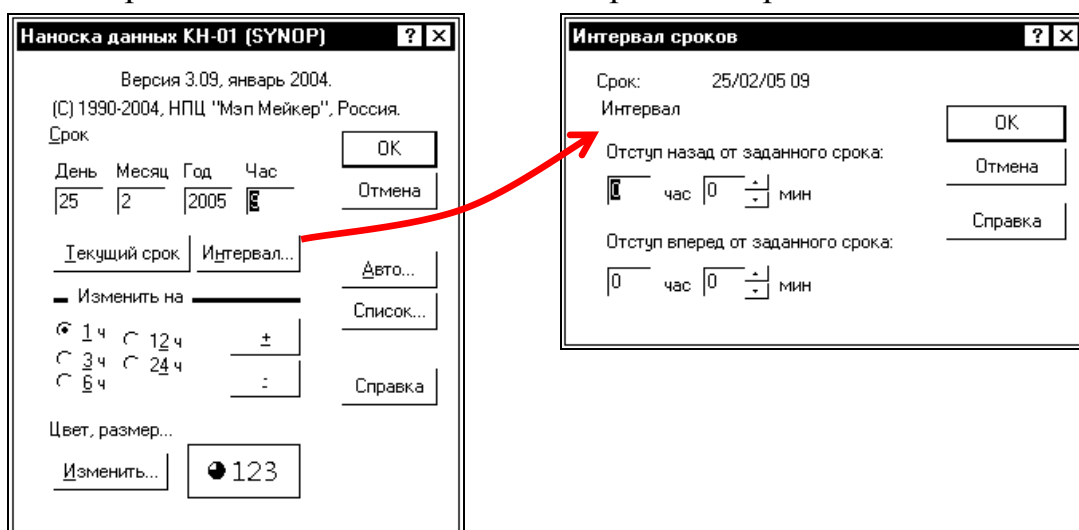 Наноска данных КН-01 (SYNOP) ? ×
Версия 3.09, январь 2004.
(C) 1990-2004, НПЦ "Мэп Мейкер", Россия.
Срок
День Месяц Год Час
25 2 2005
OK
Отмена
Текущий срок Интервал...
Авто...
Список...
Изменить на
1 ч 12 ч
3 ч 24 ч
6 ч
+
-
Справка
Цвет, размер...
Изменить... 123
Интервал сроков ? ×
Срок: 25/02/05 09
Интервал
Отступ назад от заданного срока:
0 час 0 мин
Отступ вперед от заданного срока:
0 час 0 мин
OK
Отмена
Справка